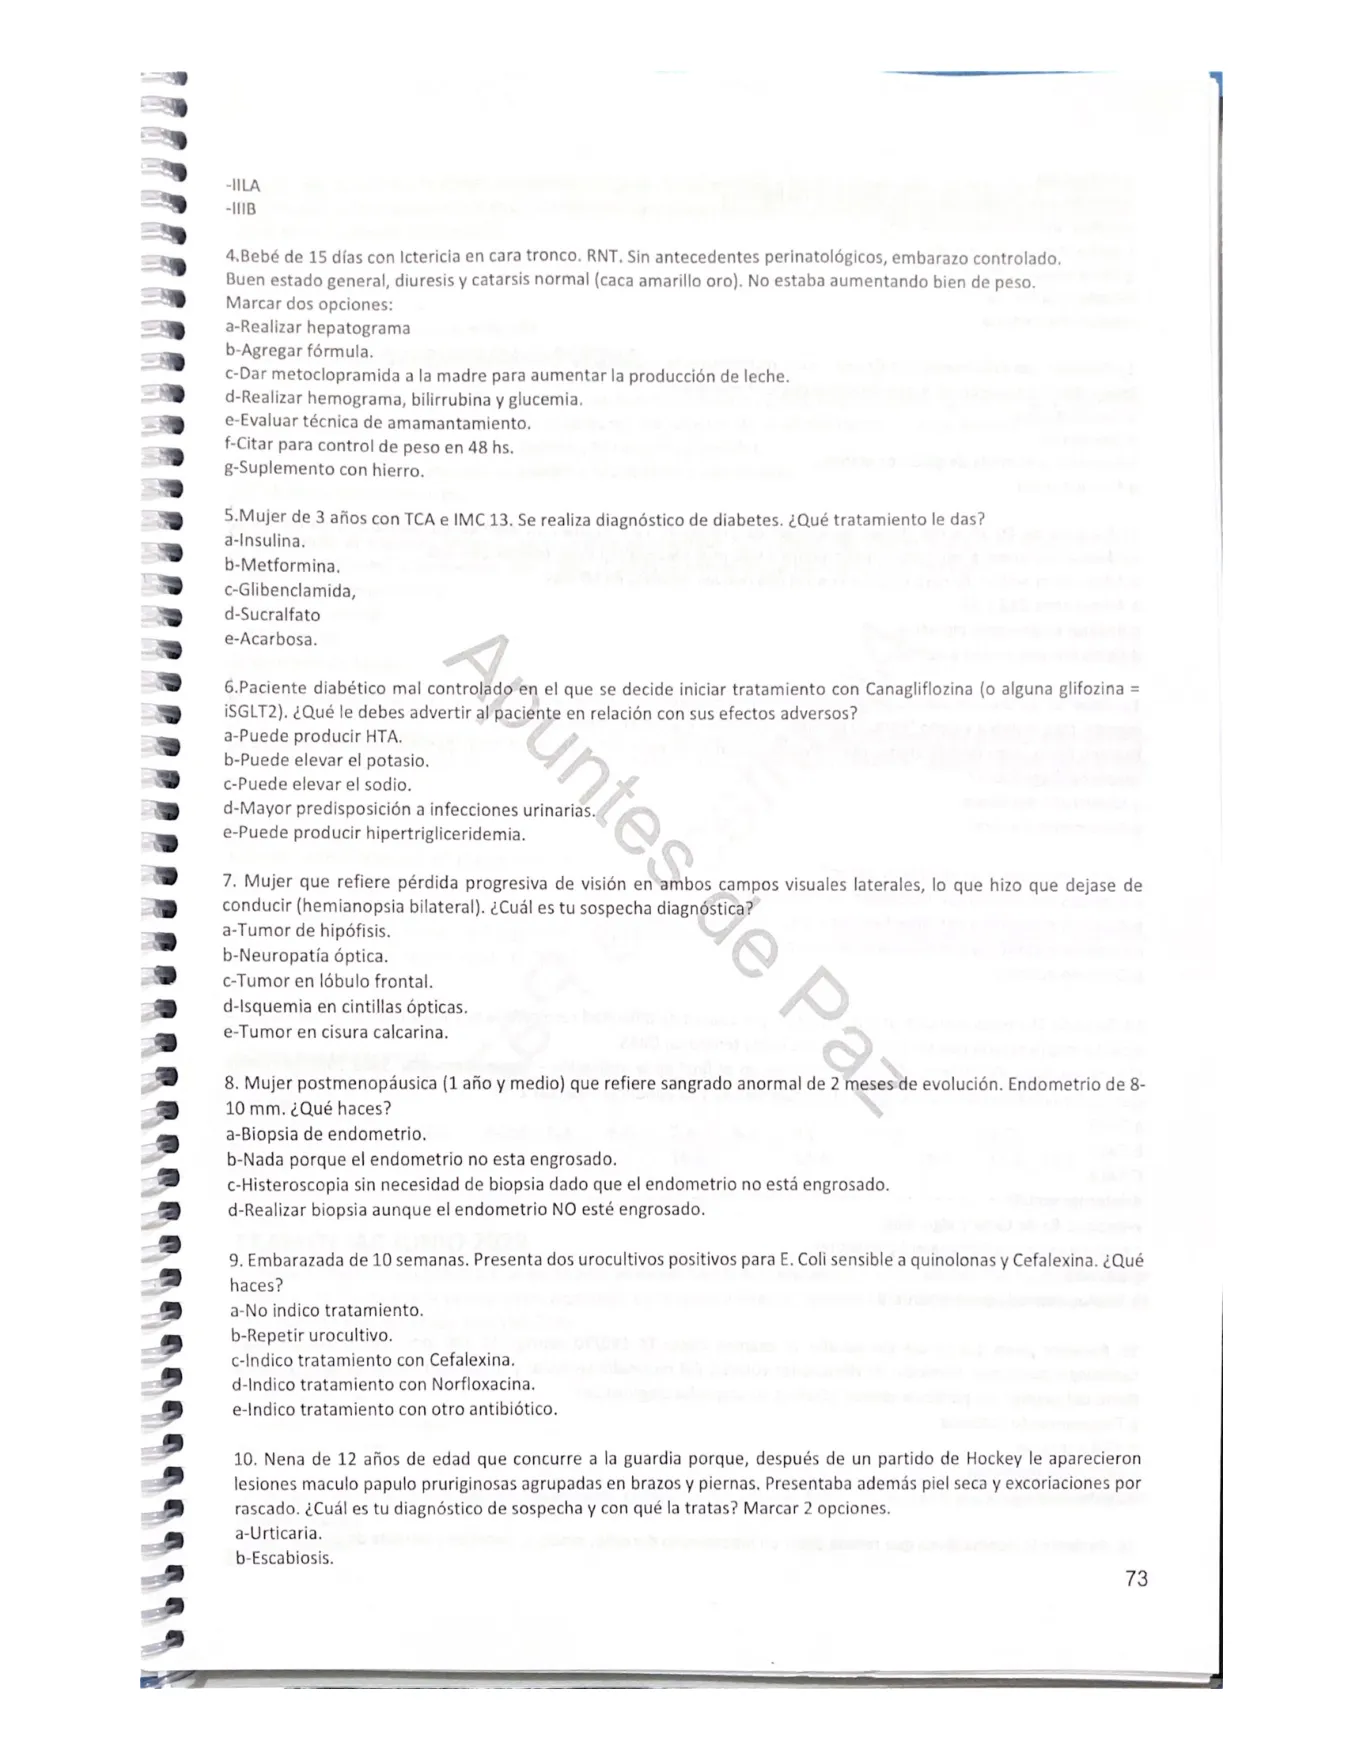 -IILA
-IIIB
4.Bebé de 15 días con Ictericia en cara tronco. RNT. Sin antecedentes perinatológicos, embarazo controlado.
Buen estado general, diuresis y catarsis normal (caca amarillo oro). No estaba aumentando bien de peso.
Marcar dos opciones:
a-Realizar hepatograma
b-Agregar fórmula.
c-Dar metoclopramida a la madre para aumentar la producción de leche.
d-Realizar hemograma, bilirrubina y glucemia.
e-Evaluar técnica de amamantamiento.
f-Citar para control de peso en 48 hs.
g-Suplemento con hierro.
5.Mujer de 3 años con TCA e IMC 13. Se realiza diagnóstico de diabetes. ¿Qué tratamiento le das?
a-Insulina.
b-Metformina.
c-Glibenclamida,
d-Sucralfato
e-Acarbosa.
6.Paciente diabético mal controlado en el que se decide iniciar tratamiento con Canagliflozina (o alguna glifozina =
iSGLT2). ¿Qué le debes advertir al paciente en relación con sus efectos adversos?
a-Puede producir HTA.
b-Puede elevar el potasio.
c-Puede elevar el sodio.
d-Mayor predisposición a infecciones urinarias.
e-Puede producir hipertrigliceridemia.
7. Mujer que refiere pérdida progresiva de visión en ambos campos visuales laterales, lo que hizo que dejase de
conducir (hemianopsia bilateral). ¿Cuál es tu sospecha diagnóstica?
a-Tumor de hipófisis.
b-Neuropatía óptica.
c-Tumor en lóbulo frontal.
d-Isquemia en cintillas ópticas.
e-Tumor en cisura calcarina.
8. Mujer postmenopáusica (1 año y medio) que refiere sangrado anormal de 2 meses de evolución. Endometrio de 8-
10 mm. ¿Qué haces?
a-Biopsia de endometrio.
b-Nada porque el endometrio no esta engrosado.
c-Histeroscopia sin necesidad de biopsia dado que el endometrio no está engrosado.
d-Realizar biopsia aunque el endometrio NO esté engrosado.
9. Embarazada de 10 semanas. Presenta dos urocultivos positivos para E. Coli sensible a quinolonas y Cefalexina. ¿Qué
haces?
a-No indico tratamiento.
b-Repetir urocultivo.
c-Indico tratamiento con Cefalexina.
d-Indico tratamiento con Norfloxacina.
e-Indico tratamiento con otro antibiótico.
10. Nena de 12 años de edad que concurre a la guardia porque, después de un partido de Hockey le aparecieron
lesiones maculo papulo pruriginosas agrupadas en brazos y piernas. Presentaba además piel seca y excoriaciones por
rascado. ¿Cuál es tu diagnóstico de sospecha y con qué la tratas? Marcar 2 opciones.
a-Urticaria.
b-Escabiosis.
73
Apuntes de Paz